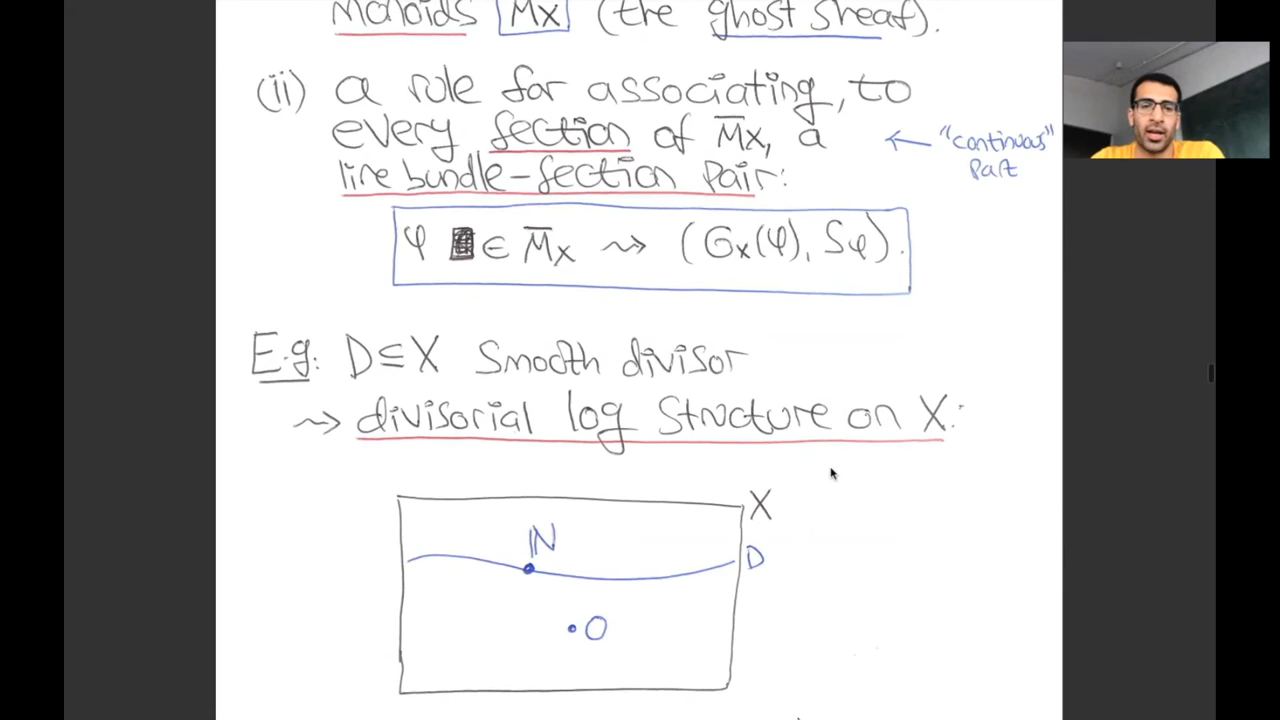 monoids M̅x (the ghost sheaf).
(ii) a rule for associating, to
every section of M̅x, a
line bundle-section pair:
← "continuous"
part
φ ∈ M̅x ⇝ (Ox(φ), Sφ).
E.g: D⊆X smooth divisor
⇝ divisorial log structure on X:
X
IN
D
O